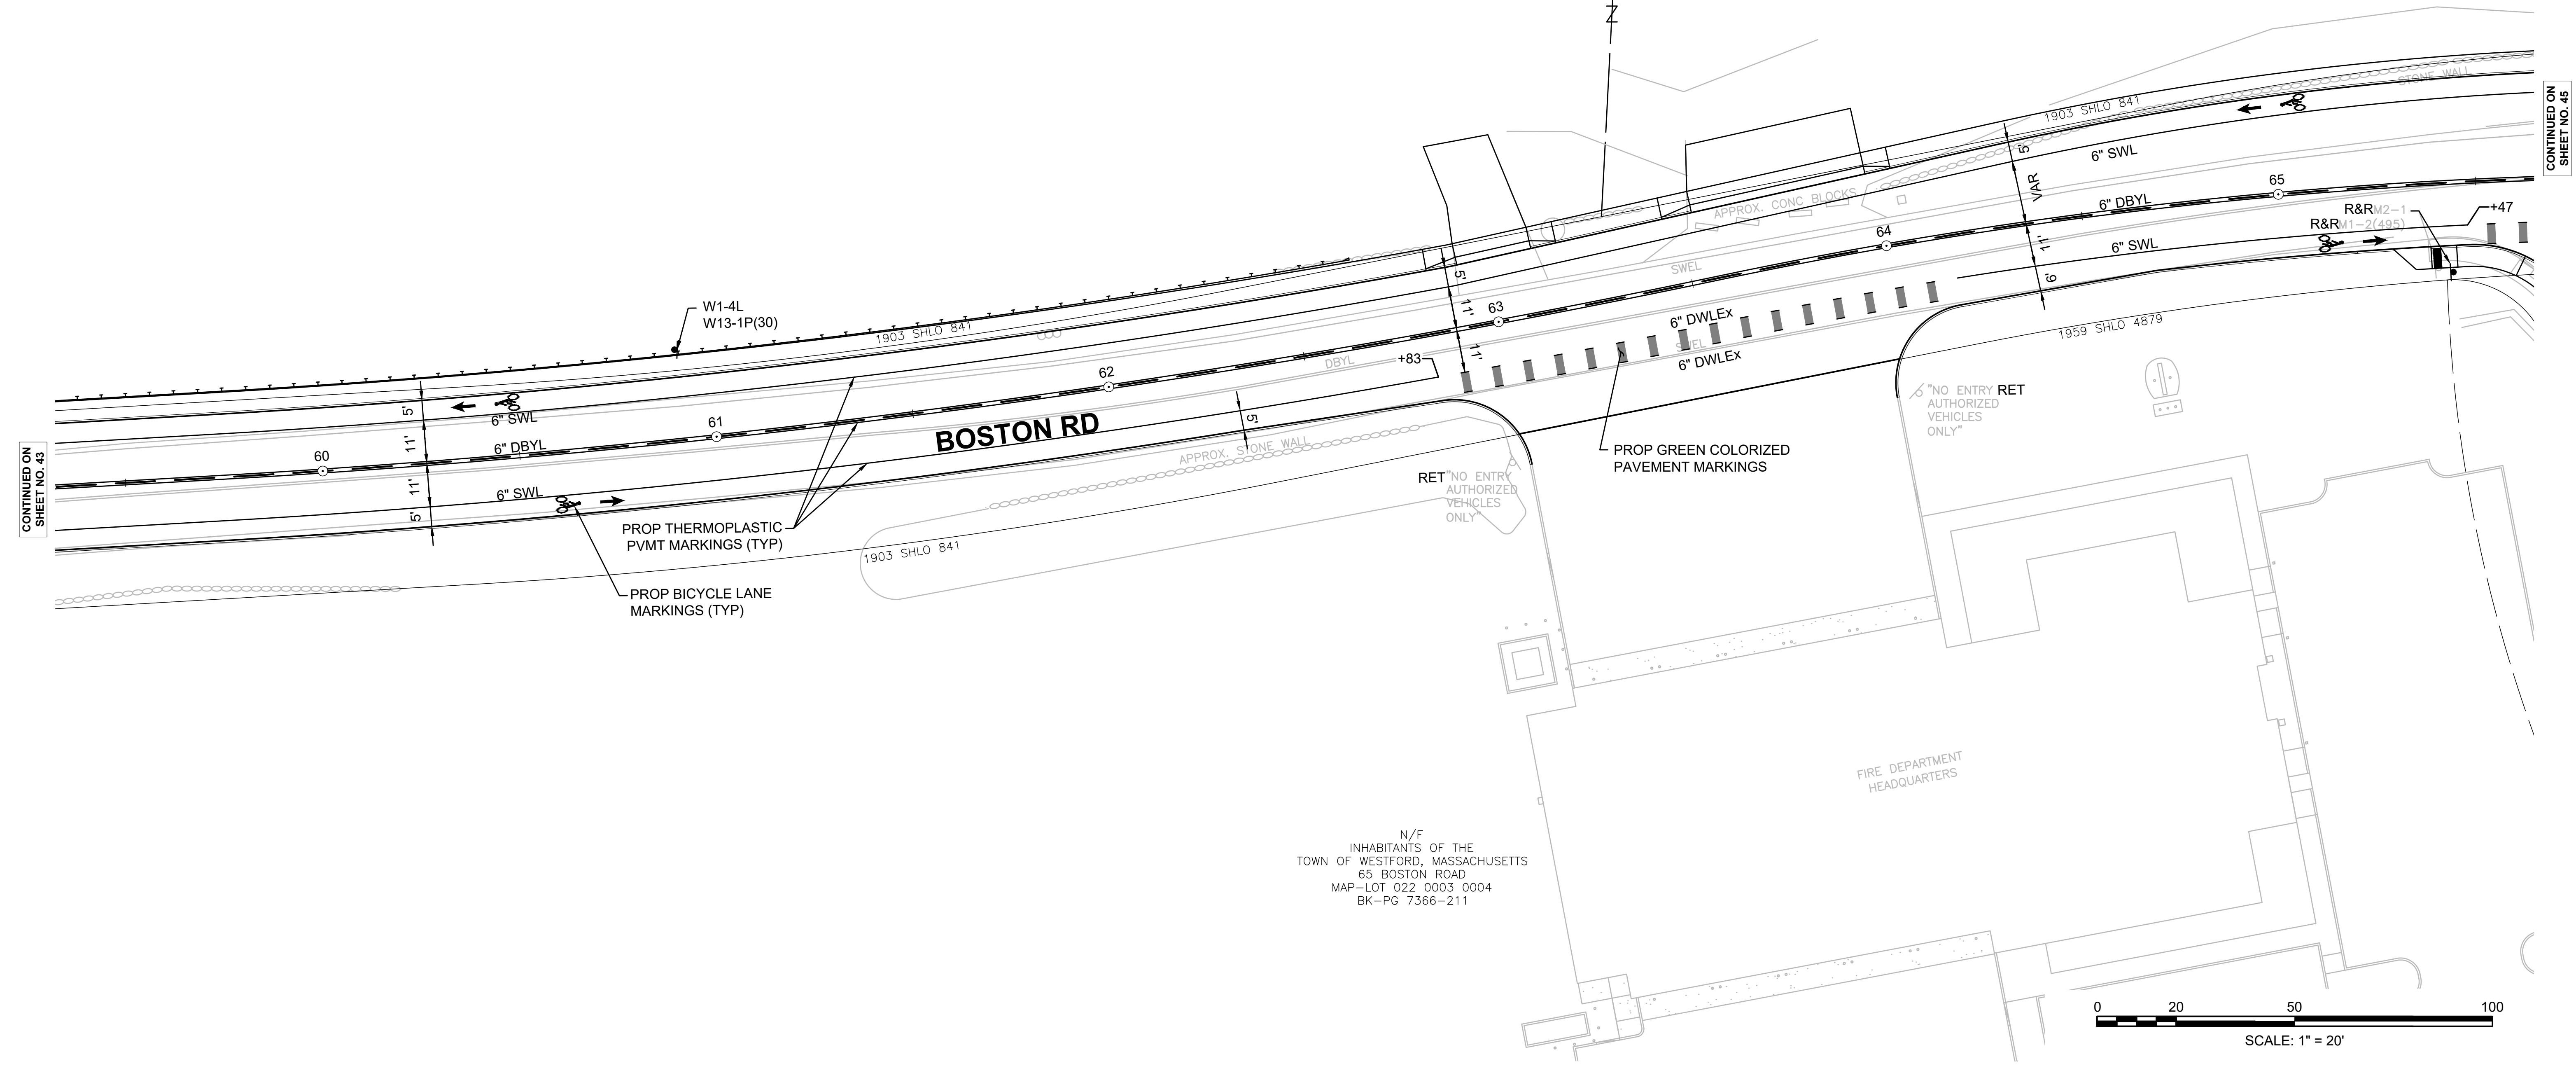 Z
CONTINUED ON
SHEET NO. 43
CONTINUED ON
SHEET NO. 45
1903 SHLO 841
STONE WALL
5'
6" SWL
VAR
65
6" DBYL
R&R M2-1
+47
R&R M1-2(495)
6" SWL
11'
6'
64
APPROX. CONC BLOCKS
SWEL
1959 SHLO 4879
5'
11'
63
11'
6" DWLEx
SWEL
6" DWLEx
W1-4L
W13-1P(30)
1903 SHLO 841
DBYL
+83
62
BOSTON RD
5'
APPROX. STONE WALL
5'
6" SWL
11'
6" DBYL
60
61
11'
6" SWL
5'
PROP THERMOPLASTIC
PVMT MARKINGS (TYP)
1903 SHLO 841
PROP BICYCLE LANE
MARKINGS (TYP)
PROP GREEN COLORIZED
PAVEMENT MARKINGS
RET "NO ENTRY
AUTHORIZED
VEHICLES
ONLY"
"NO ENTRY RET
AUTHORIZED
VEHICLES
ONLY"
FIRE DEPARTMENT
HEADQUARTERS
N/F
INHABITANTS OF THE
TOWN OF WESTFORD, MASSACHUSETTS
65 BOSTON ROAD
MAP-LOT 022 0003 0004
BK-PG 7366-211
0 20 50 100
SCALE: 1" = 20'